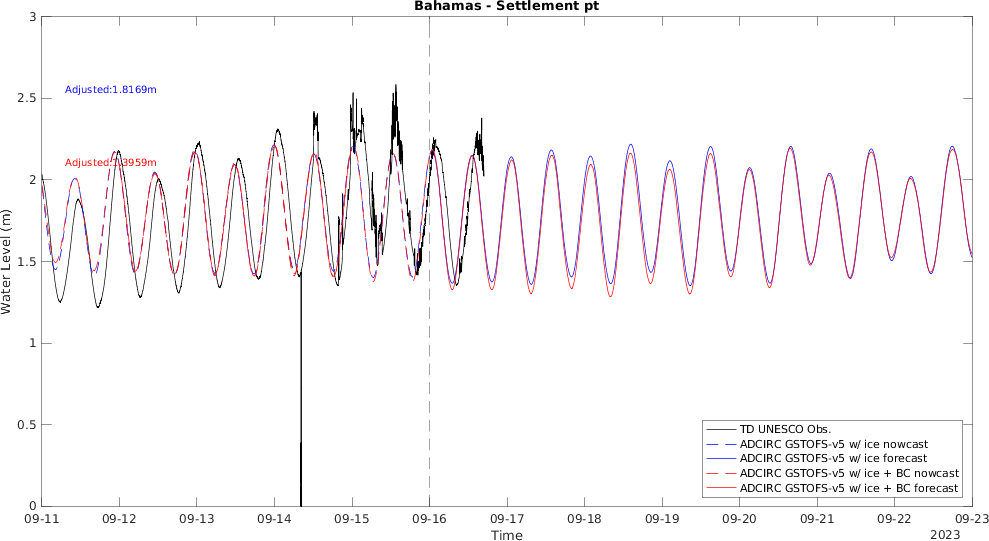 Bahamas - Settlement pt
3
2.5
2
1.5
1
0.5
0
Water Level (m)
Adjusted:1.8169m
Adjusted:1.3959m
TD UNESCO Obs.
ADCIRC GSTOFS-v5 w/ ice nowcast
ADCIRC GSTOFS-v5 w/ ice forecast
ADCIRC GSTOFS-v5 w/ ice + BC nowcast
ADCIRC GSTOFS-v5 w/ ice + BC forecast
09-11 09-12 09-13 09-14 09-15 09-16 09-17 09-18 09-19 09-20 09-21 09-22 09-23
Time
2023